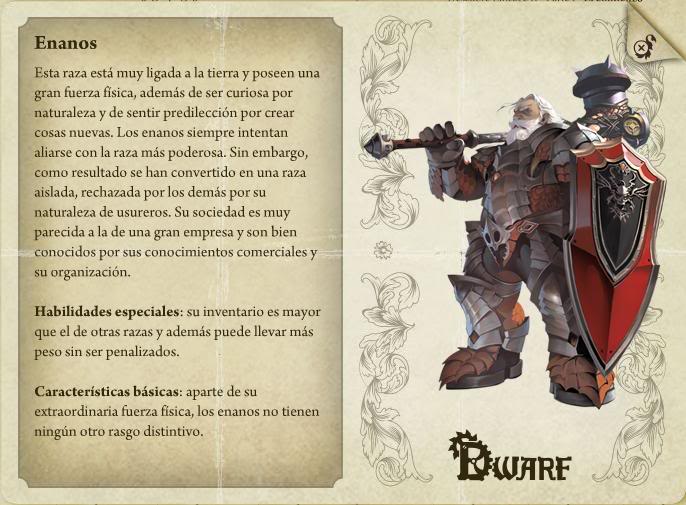 Enanos
Esta raza está muy ligada a la tierra y poseen una
gran fuerza física, además de ser curiosa por
naturaleza y de sentir predilección por crear
cosas nuevas. Los enanos siempre intentan
aliarse con la raza más poderosa. Sin embargo,
como resultado se han convertido en una raza
aislada, rechazada por los demás por su
naturaleza de usureros. Su sociedad es muy
parecida a la de una gran empresa y son bien
conocidos por sus conocimientos comerciales y
su organización.
Habilidades especiales: su inventario es mayor
que el de otras razas y además puede llevar más
peso sin ser penalizados.
Características básicas: aparte de su
extraordinaria fuerza física, los enanos no tienen
ningún otro rasgo distintivo.
Dwarf